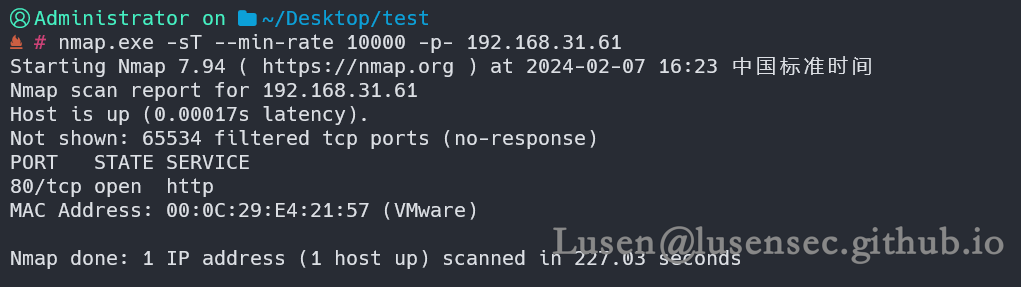 Administrator on ~/Desktop/test
# nmap.exe -sT --min-rate 10000 -p- 192.168.31.61
Starting Nmap 7.94 ( https://nmap.org ) at 2024-02-07 16:23 中国标准时间
Nmap scan report for 192.168.31.61
Host is up (0.00017s latency).
Not shown: 65534 filtered tcp ports (no-response)
PORT   STATE SERVICE
80/tcp open  http
MAC Address: 00:0C:29:E4:21:57 (VMware)
Lusen@lusensec.github.io
Nmap done: 1 IP address (1 host up) scanned in 227.03 seconds